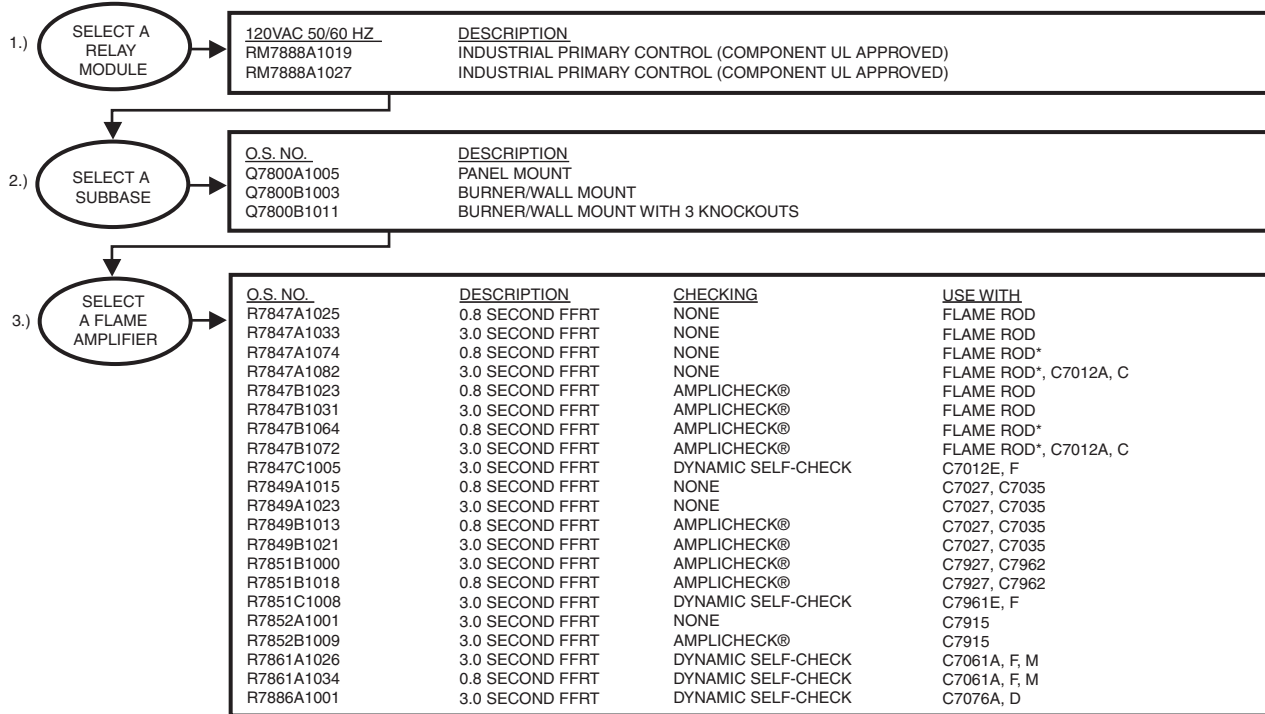 1.)
SELECT A
RELAY
MODULE
120VAC 50/60 HZ DESCRIPTION
RM7888A1019 INDUSTRIAL PRIMARY CONTROL (COMPONENT UL APPROVED)
RM7888A1027 INDUSTRIAL PRIMARY CONTROL (COMPONENT UL APPROVED)
2.)
SELECT A
SUBBASE
O.S. NO. DESCRIPTION
Q7800A1005 PANEL MOUNT
Q7800B1003 BURNER/WALL MOUNT
Q7800B1011 BURNER/WALL MOUNT WITH 3 KNOCKOUTS
3.)
SELECT
A FLAME
AMPLIFIER
O.S. NO. DESCRIPTION CHECKING USE WITH
R7847A1025 0.8 SECOND FFRT NONE FLAME ROD
R7847A1033 3.0 SECOND FFRT NONE FLAME ROD
R7847A1074 0.8 SECOND FFRT NONE FLAME ROD*
R7847A1082 3.0 SECOND FFRT NONE FLAME ROD*, C7012A, C
R7847B1023 0.8 SECOND FFRT AMPLICHECK® FLAME ROD
R7847B1031 3.0 SECOND FFRT AMPLICHECK® FLAME ROD
R7847B1064 0.8 SECOND FFRT AMPLICHECK® FLAME ROD*
R7847B1072 3.0 SECOND FFRT AMPLICHECK® FLAME ROD*, C7012A, C
R7847C1005 3.0 SECOND FFRT DYNAMIC SELF-CHECK C7012E, F
R7849A1015 0.8 SECOND FFRT NONE C7027, C7035
R7849A1023 3.0 SECOND FFRT NONE C7027, C7035
R7849B1013 0.8 SECOND FFRT AMPLICHECK® C7027, C7035
R7849B1021 3.0 SECOND FFRT AMPLICHECK® C7027, C7035
R7851B1000 3.0 SECOND FFRT AMPLICHECK® C7927, C7962
R7851B1018 0.8 SECOND FFRT AMPLICHECK® C7927, C7962
R7851C1008 3.0 SECOND FFRT DYNAMIC SELF-CHECK C7961E, F
R7852A1001 3.0 SECOND FFRT NONE C7915
R7852B1009 3.0 SECOND FFRT AMPLICHECK® C7915
R7861A1026 3.0 SECOND FFRT DYNAMIC SELF-CHECK C7061A, F, M
R7861A1034 0.8 SECOND FFRT DYNAMIC SELF-CHECK C7061A, F, M
R7886A1001 3.0 SECOND FFRT DYNAMIC SELF-CHECK C7076A, D